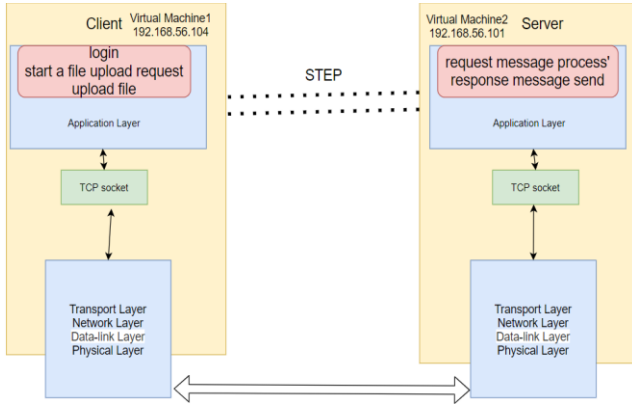 Client
Virtual Machine1
192.168.56.104
login
start a file upload request
upload file
Application Layer
TCP socket
Transport Layer
Network Layer
Data-link Layer
Physical Layer
STEP
Virtual Machine2
192.168.56.101
Server
request message process'
response message send
Application Layer
TCP socket
Transport Layer
Network Layer
Data-link Layer
Physical Layer